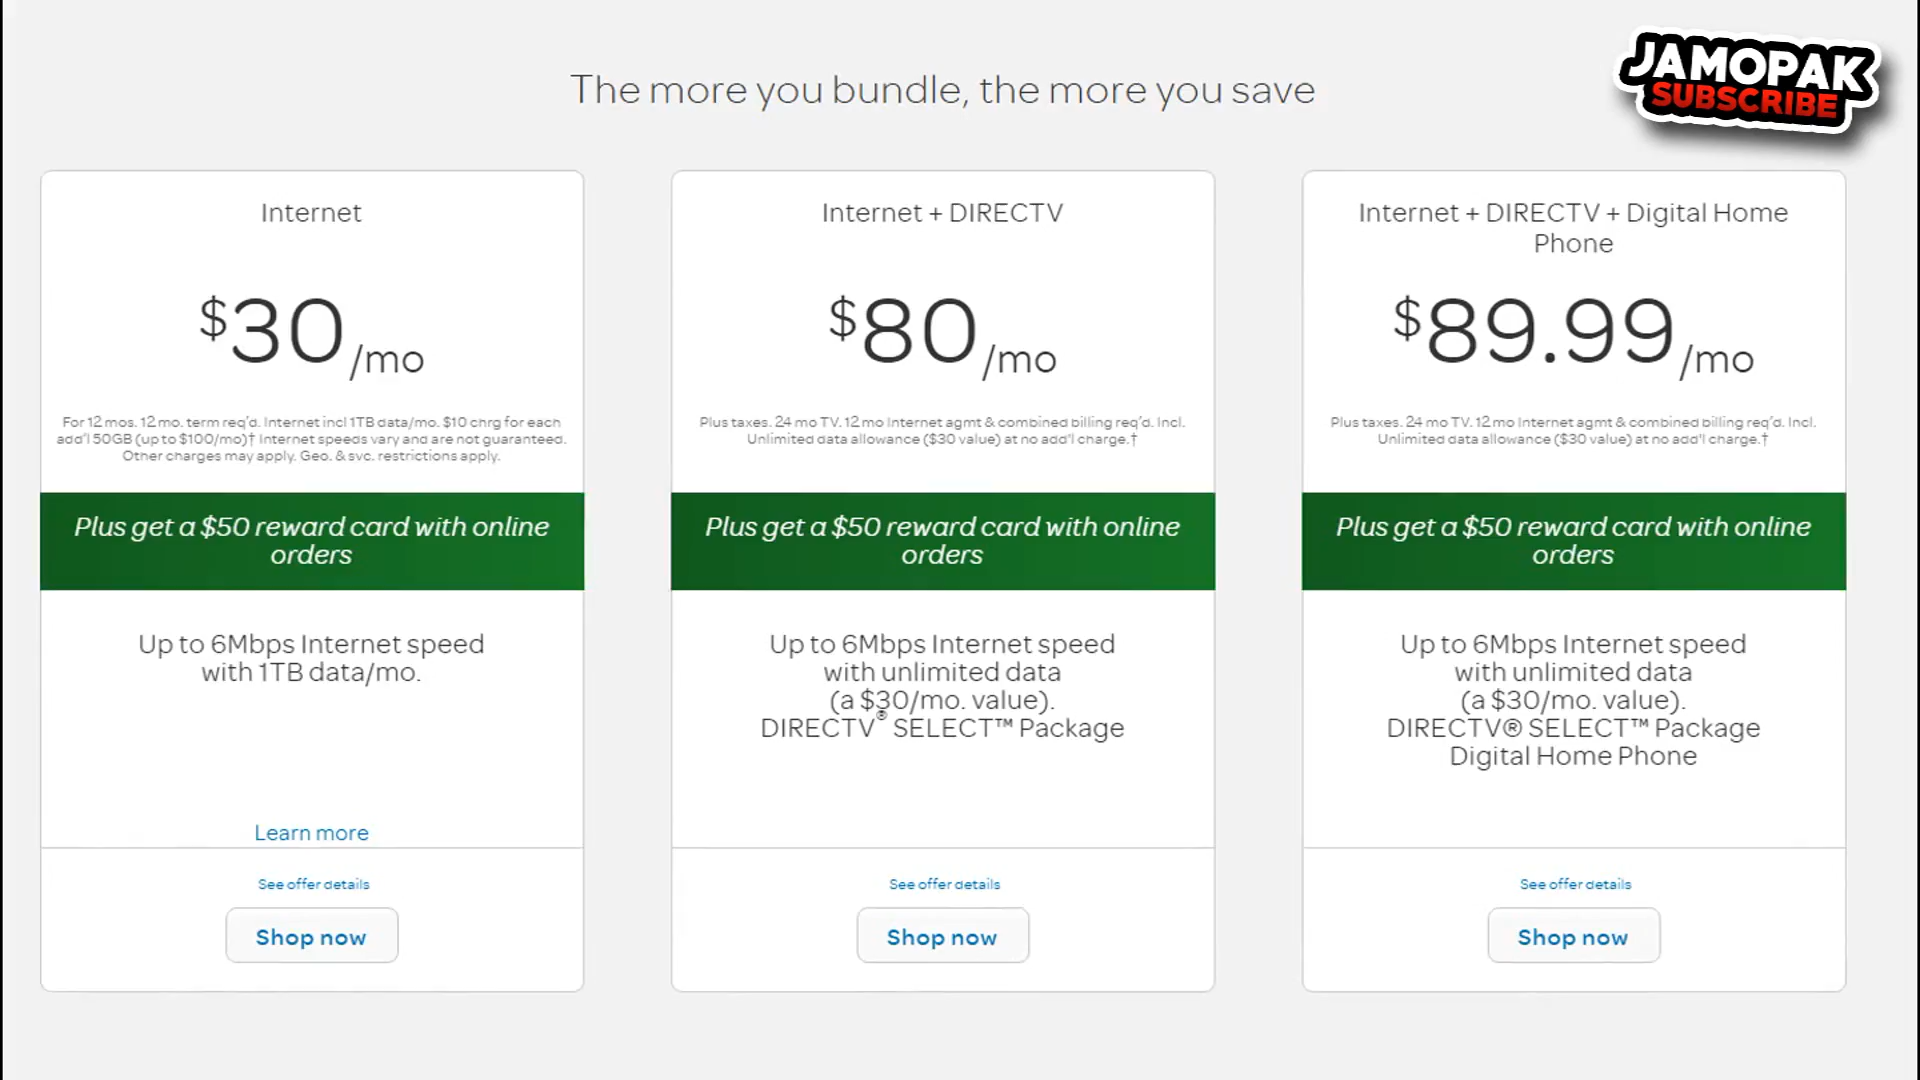 The more you bundle, the more you save
JAMOPAK
SUBSCRIBE
Internet
$30/mo
For 12 mos. 12 mo. term req'd. Internet incl 1TB data/mo. $10 chrg for each
add'l 50GB (up to $100/mo)† Internet speeds vary and are not guaranteed.
Other charges may apply. Geo. & svc. restrictions apply.
Plus get a $50 reward card with online
orders
Up to 6Mbps Internet speed
with 1TB data/mo.
Learn more
See offer details
Shop now
Internet + DIRECTV
$80/mo
Plus taxes. 24 mo TV. 12 mo Internet agmt & combined billing req'd. Incl.
Unlimited data allowance ($30 value) at no add'l charge.†
Plus get a $50 reward card with online
orders
Up to 6Mbps Internet speed
with unlimited data
(a $30/mo. value).
DIRECTV® SELECT™ Package
See offer details
Shop now
Internet + DIRECTV + Digital Home
Phone
$89.99/mo
Plus taxes. 24 mo TV. 12 mo Internet agmt & combined billing req'd. Incl.
Unlimited data allowance ($30 value) at no add'l charge.†
Plus get a $50 reward card with online
orders
Up to 6Mbps Internet speed
with unlimited data
(a $30/mo. value).
DIRECTV® SELECT™ Package
Digital Home Phone
See offer details
Shop now